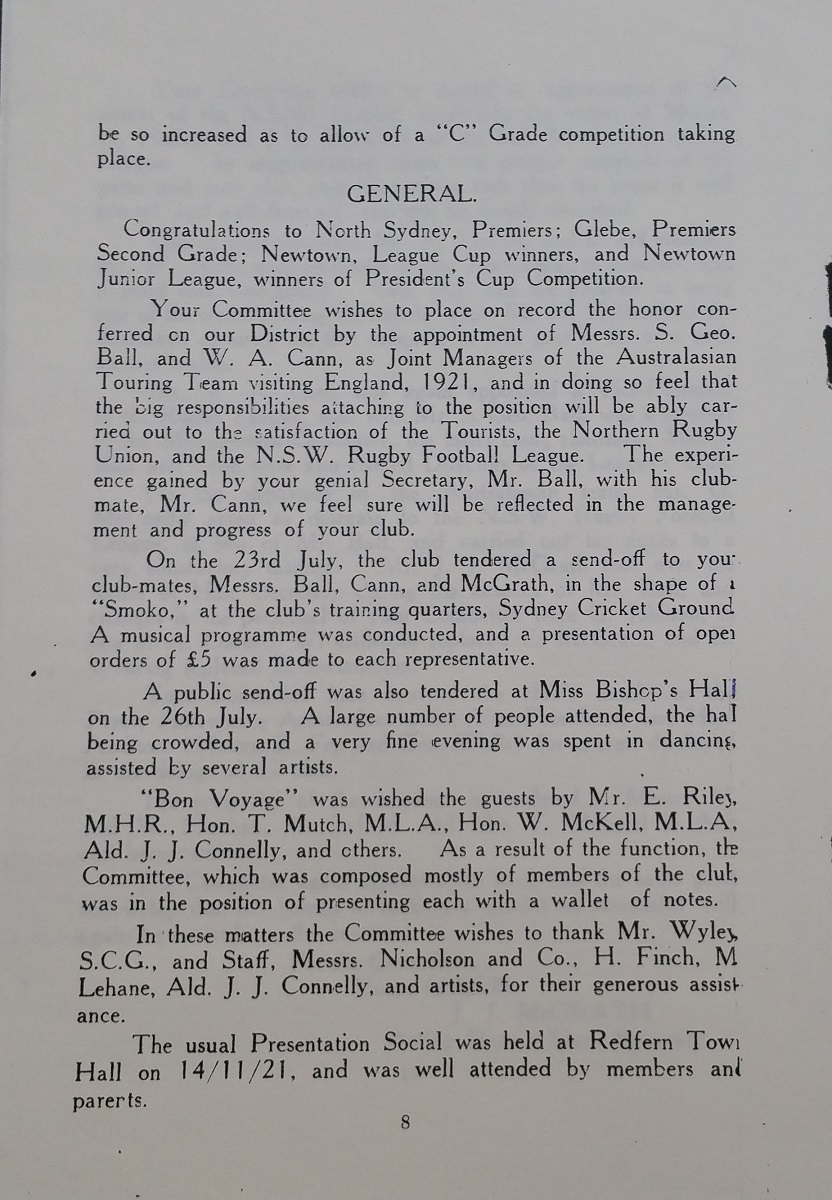 be so increased as to allow of a “C” Grade competition taking
place.
GENERAL.
Congratulations to North Sydney, Premiers; Glebe, Premiers
Second Grade; Newtown, League Cup winners, and Newtown
Junior League, winners of President's Cup Competition.
Your Committee wishes to place on record the honor con-
ferred on our District by the appointment of Messrs. S. Geo.
Ball, and W. A. Cann, as Joint Managers of the Australasian
Touring Team visiting England, 1921, and in doing so feel that
the big responsibilities attaching to the position will be ably car-
ried out to the satisfaction of the Tourists, the Northern Rugby
Union, and the N.S.W. Rugby Football League. The experi-
ence gained by your genial Secretary, Mr. Ball, with his club-
mate, Mr. Cann, we feel sure will be reflected in the manage-
ment and progress of your club.
On the 23rd July, the club tendered a send-off to your
club-mates, Messrs. Ball, Cann, and McGrath, in the shape of a
“Smoko,” at the club's training quarters, Sydney Cricket Ground
A musical programme was conducted, and a presentation of open
orders of £5 was made to each representative.
A public send-off was also tendered at Miss Bishop's Hall
on the 26th July. A large number of people attended, the hal
being crowded, and a very fine evening was spent in dancing,
assisted by several artists.
“Bon Voyage” was wished the guests by Mr. E. Riley,
M.H.R., Hon. T. Mutch, M.L.A., Hon. W. McKell, M.L.A,
Ald. J. J. Connelly, and others. As a result of the function, the
Committee, which was composed mostly of members of the club,
was in the position of presenting each with a wallet of notes.
In these matters the Committee wishes to thank Mr. Wyley,
S.C.G., and Staff, Messrs. Nicholson and Co., H. Finch, M
Lehane, Ald. J. J. Connelly, and artists, for their generous assist-
ance.
The usual Presentation Social was held at Redfern Town
Hall on 14/11/21, and was well attended by members and
parents.
8